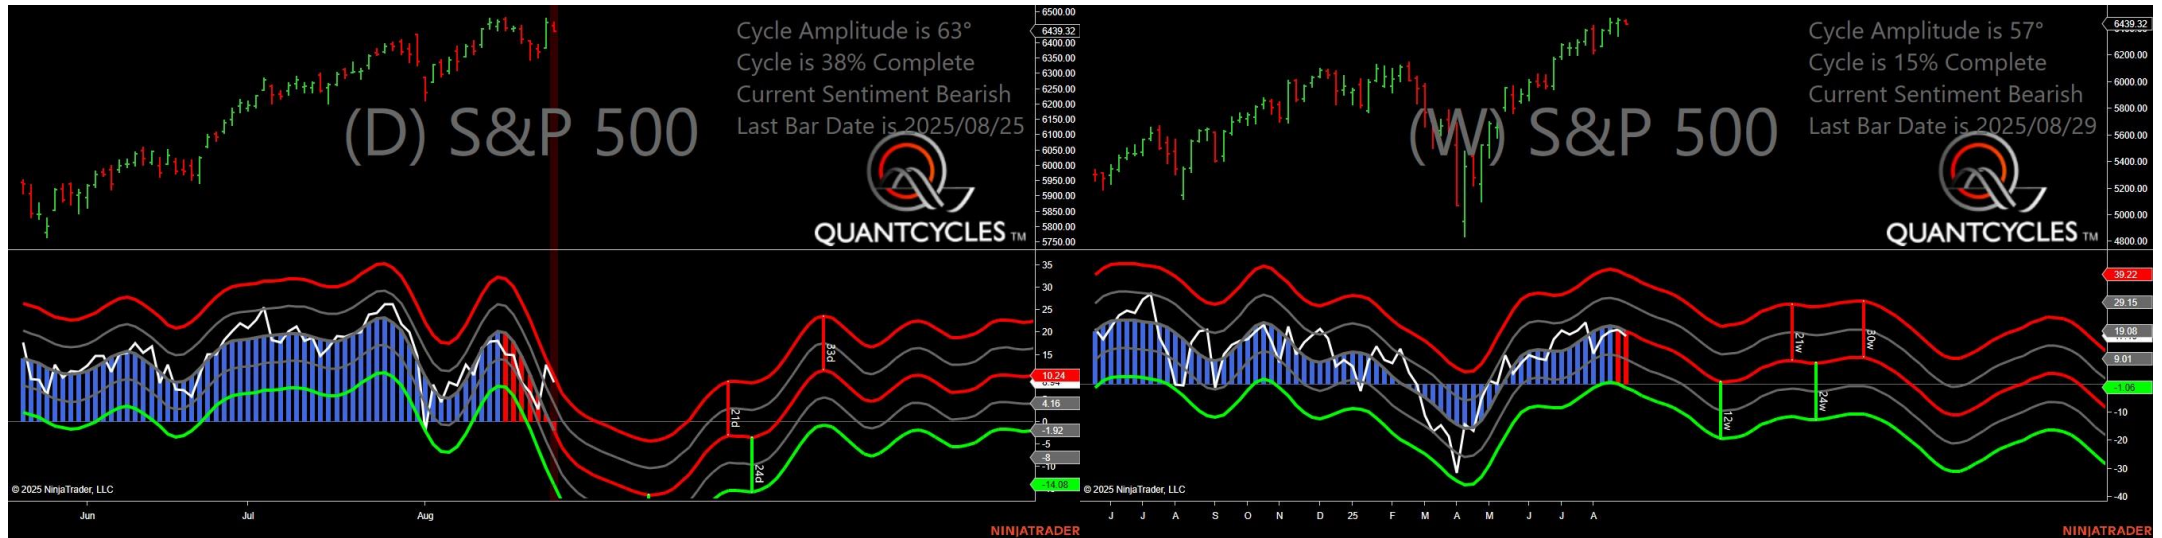 Cycle Amplitude is 63°
Cycle is 38% Complete
Current Sentiment Bearish
Last Bar Date is 2025/08/25
(D) S&P 500
QUANTCYCLES TM
6500.00
6439.32
6400.00
6350.00
6300.00
6250.00
6200.00
6150.00
6100.00
6050.00
6000.00
5950.00
5900.00
5850.00
5800.00
5750.00
35
30
25
20
15
10.24
4.16
0
-1.92
-5
-8
-10
-14.08
21d
24d
33d
© 2025 NinjaTrader, LLC
Jun Jul Aug
NINJATRADER
Cycle Amplitude is 57°
Cycle is 15% Complete
Current Sentiment Bearish
Last Bar Date is 2025/08/29
(W) S&P 500
QUANTCYCLES TM
6439.32
6200.00
6000.00
5800.00
5600.00
5400.00
5200.00
5000.00
4800.00
39.22
29.15
19.08
9.01
-1.06
-10
-20
-30
-40
12w
21w
24w
30w
© 2025 NinjaTrader, LLC
J J A S O N D 25 F M A M J J A
NINJATRADER